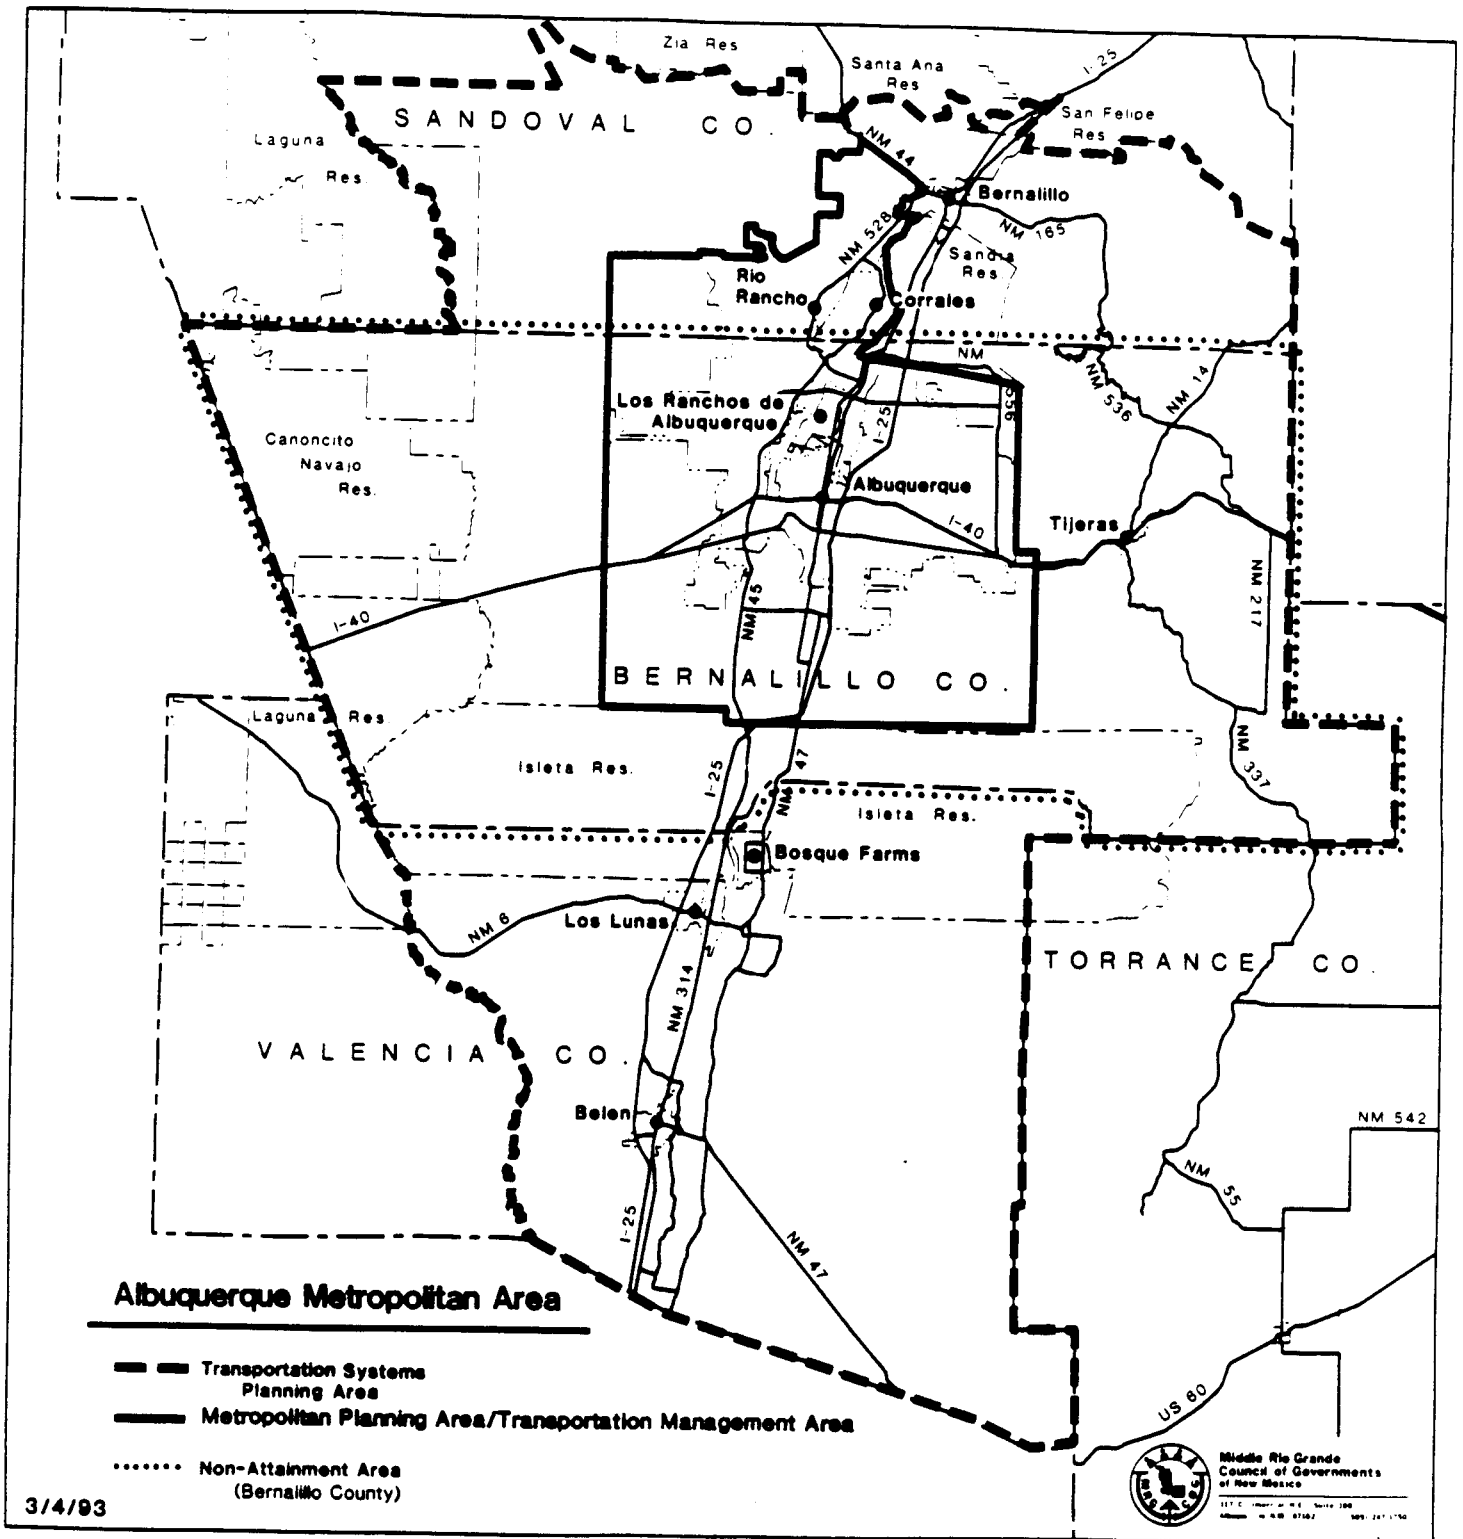 Zia Res
Santa Ana
Res
I-25
San Felipe
Res
SANDOVAL CO.
Laguna
Res.
NM 44
Bernalillo
NM 165
NM 528
Sandia
Res.
Rio
Rancho
Corrales
NM
556
NM 536
NM 14
Los Ranchos de
Albuquerque
I-25
Canoncito
Navajo
Res.
Albuquerque
I-40
Tijeras
NM 217
I-40
NM 45
BERNALILLO CO.
Laguna Res.
Isleta Res.
I-25
NM 47
NM 337
Isleta Res.
Bosque Farms
Los Lunas
NM 6
TORRANCE CO.
NM 314
VALENCIA CO.
Belen
NM 542
NM 55
I-25
NM 47
US 60
Albuquerque Metropolitan Area
Transportation Systems
Planning Area
Metropolitan Planning Area/Transportation Management Area
Non-Attainment Area
(Bernalillo County)
3/4/93
Middle Rio Grande
Council of Governments
of New Mexico